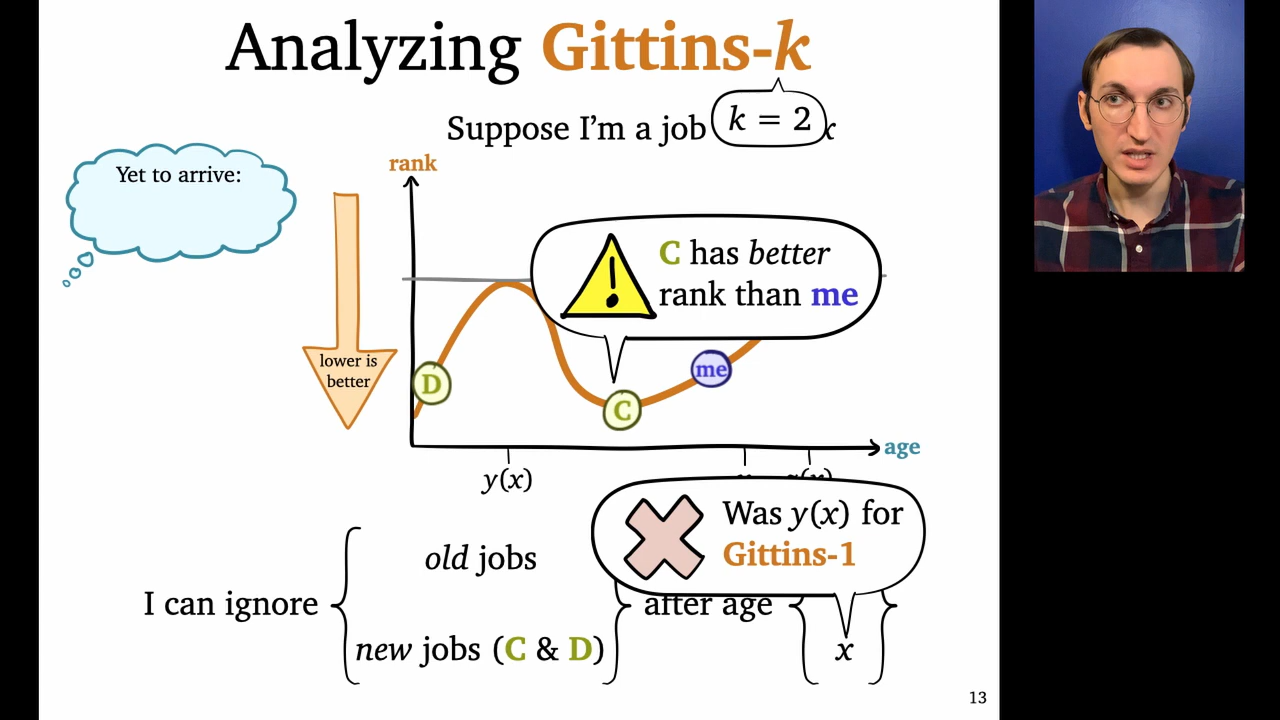 Analyzing Gittins-k
Suppose I'm a job
k = 2
x
rank
Yet to arrive:
C has better
rank than me
lower is
better
D
me
C
age
y(x)
Was y(x) for
Gittins-1
old jobs
I can ignore
after age
new jobs (C & D)
x
13